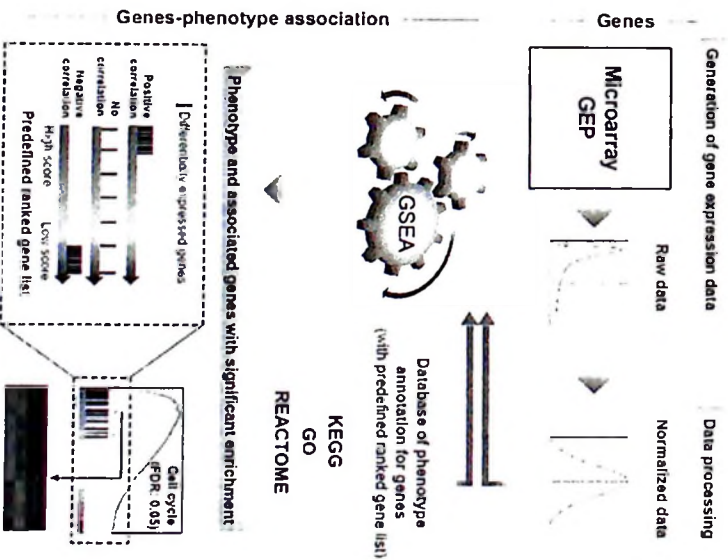 Genes
Genes-phenotype association
Generation of gene expression data
Data processing
Microarray
GEP
Raw data
Normalized data
GSEA
Database of phenotype
annotation for genes
(with predefined ranked gene list)
KEGG
GO
REACTOME
Phenotype and associated genes with significant enrichment
Differentially expressed genes
Positive
correlation
No
correlation
Negative
correlation
High score
Low score
Predefined ranked gene list
Cell cycle
(FDR: 0.05)